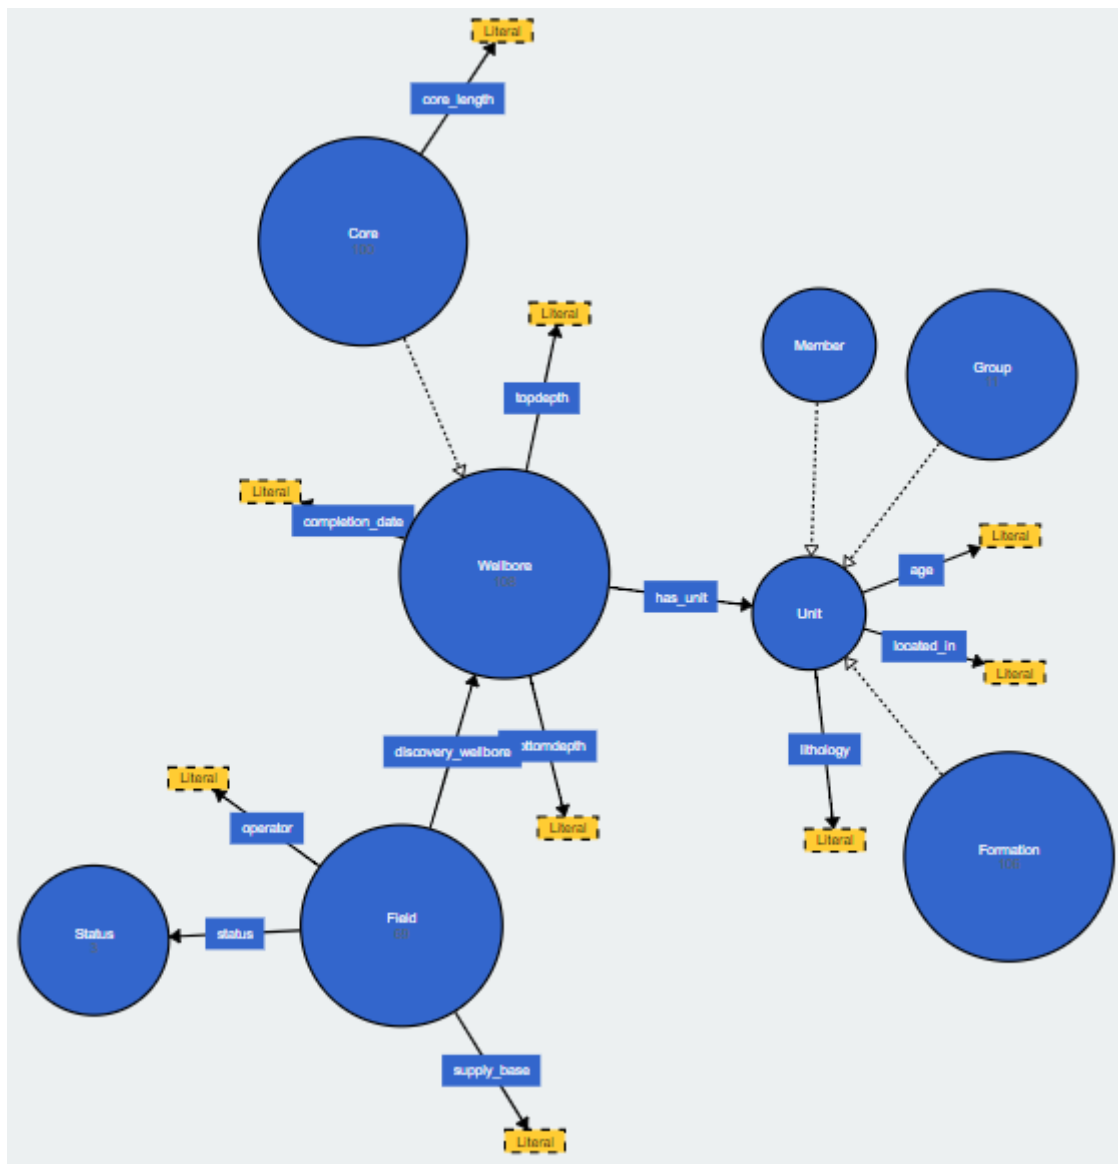 Literal
core_length
Core
Literal
topdepth
Member
Group
Literal
completion_date
Wellbore
has_unit
Unit
age
Literal
located_in
Literal
discovery_wellbore
ottomdepth
lithology
Literal
operator
Literal
Literal
Formation
Field
Status
status
supply_base
Literal